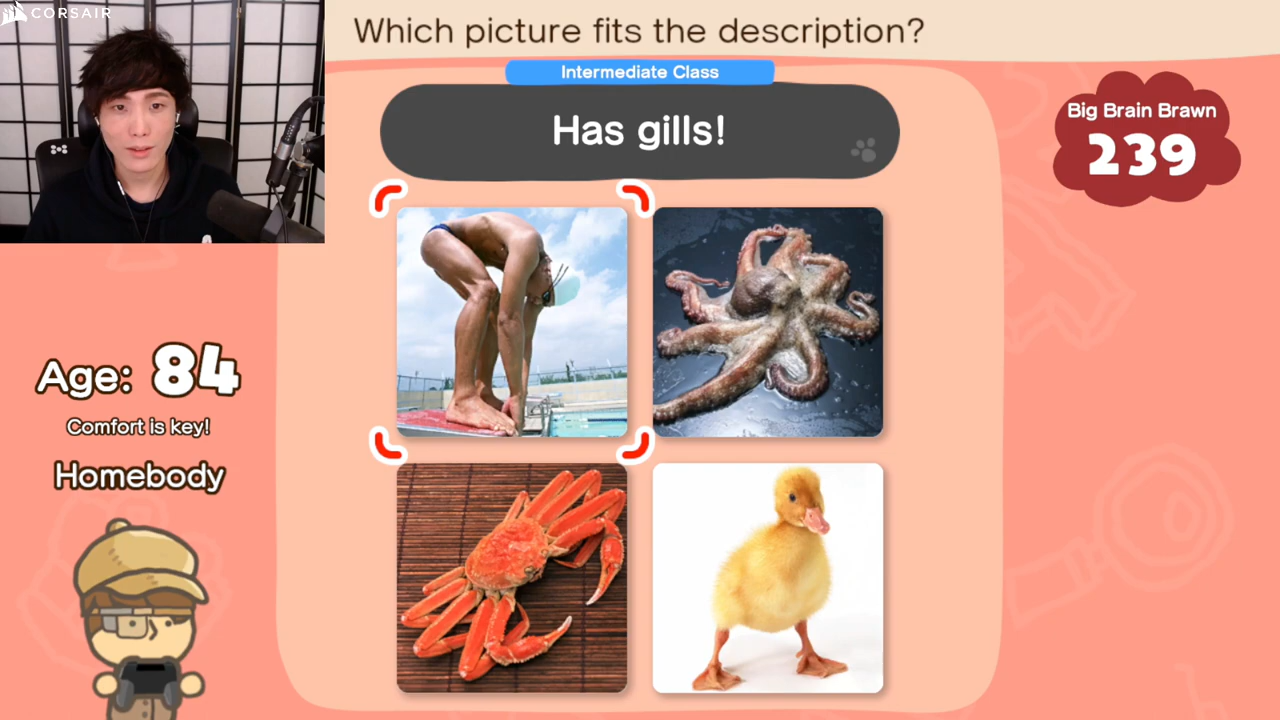 CORSAIR
Which picture fits the description?
Intermediate Class
Has gills!
Big Brain Brawn
239
Age: 84
Comfort is key!
Homebody